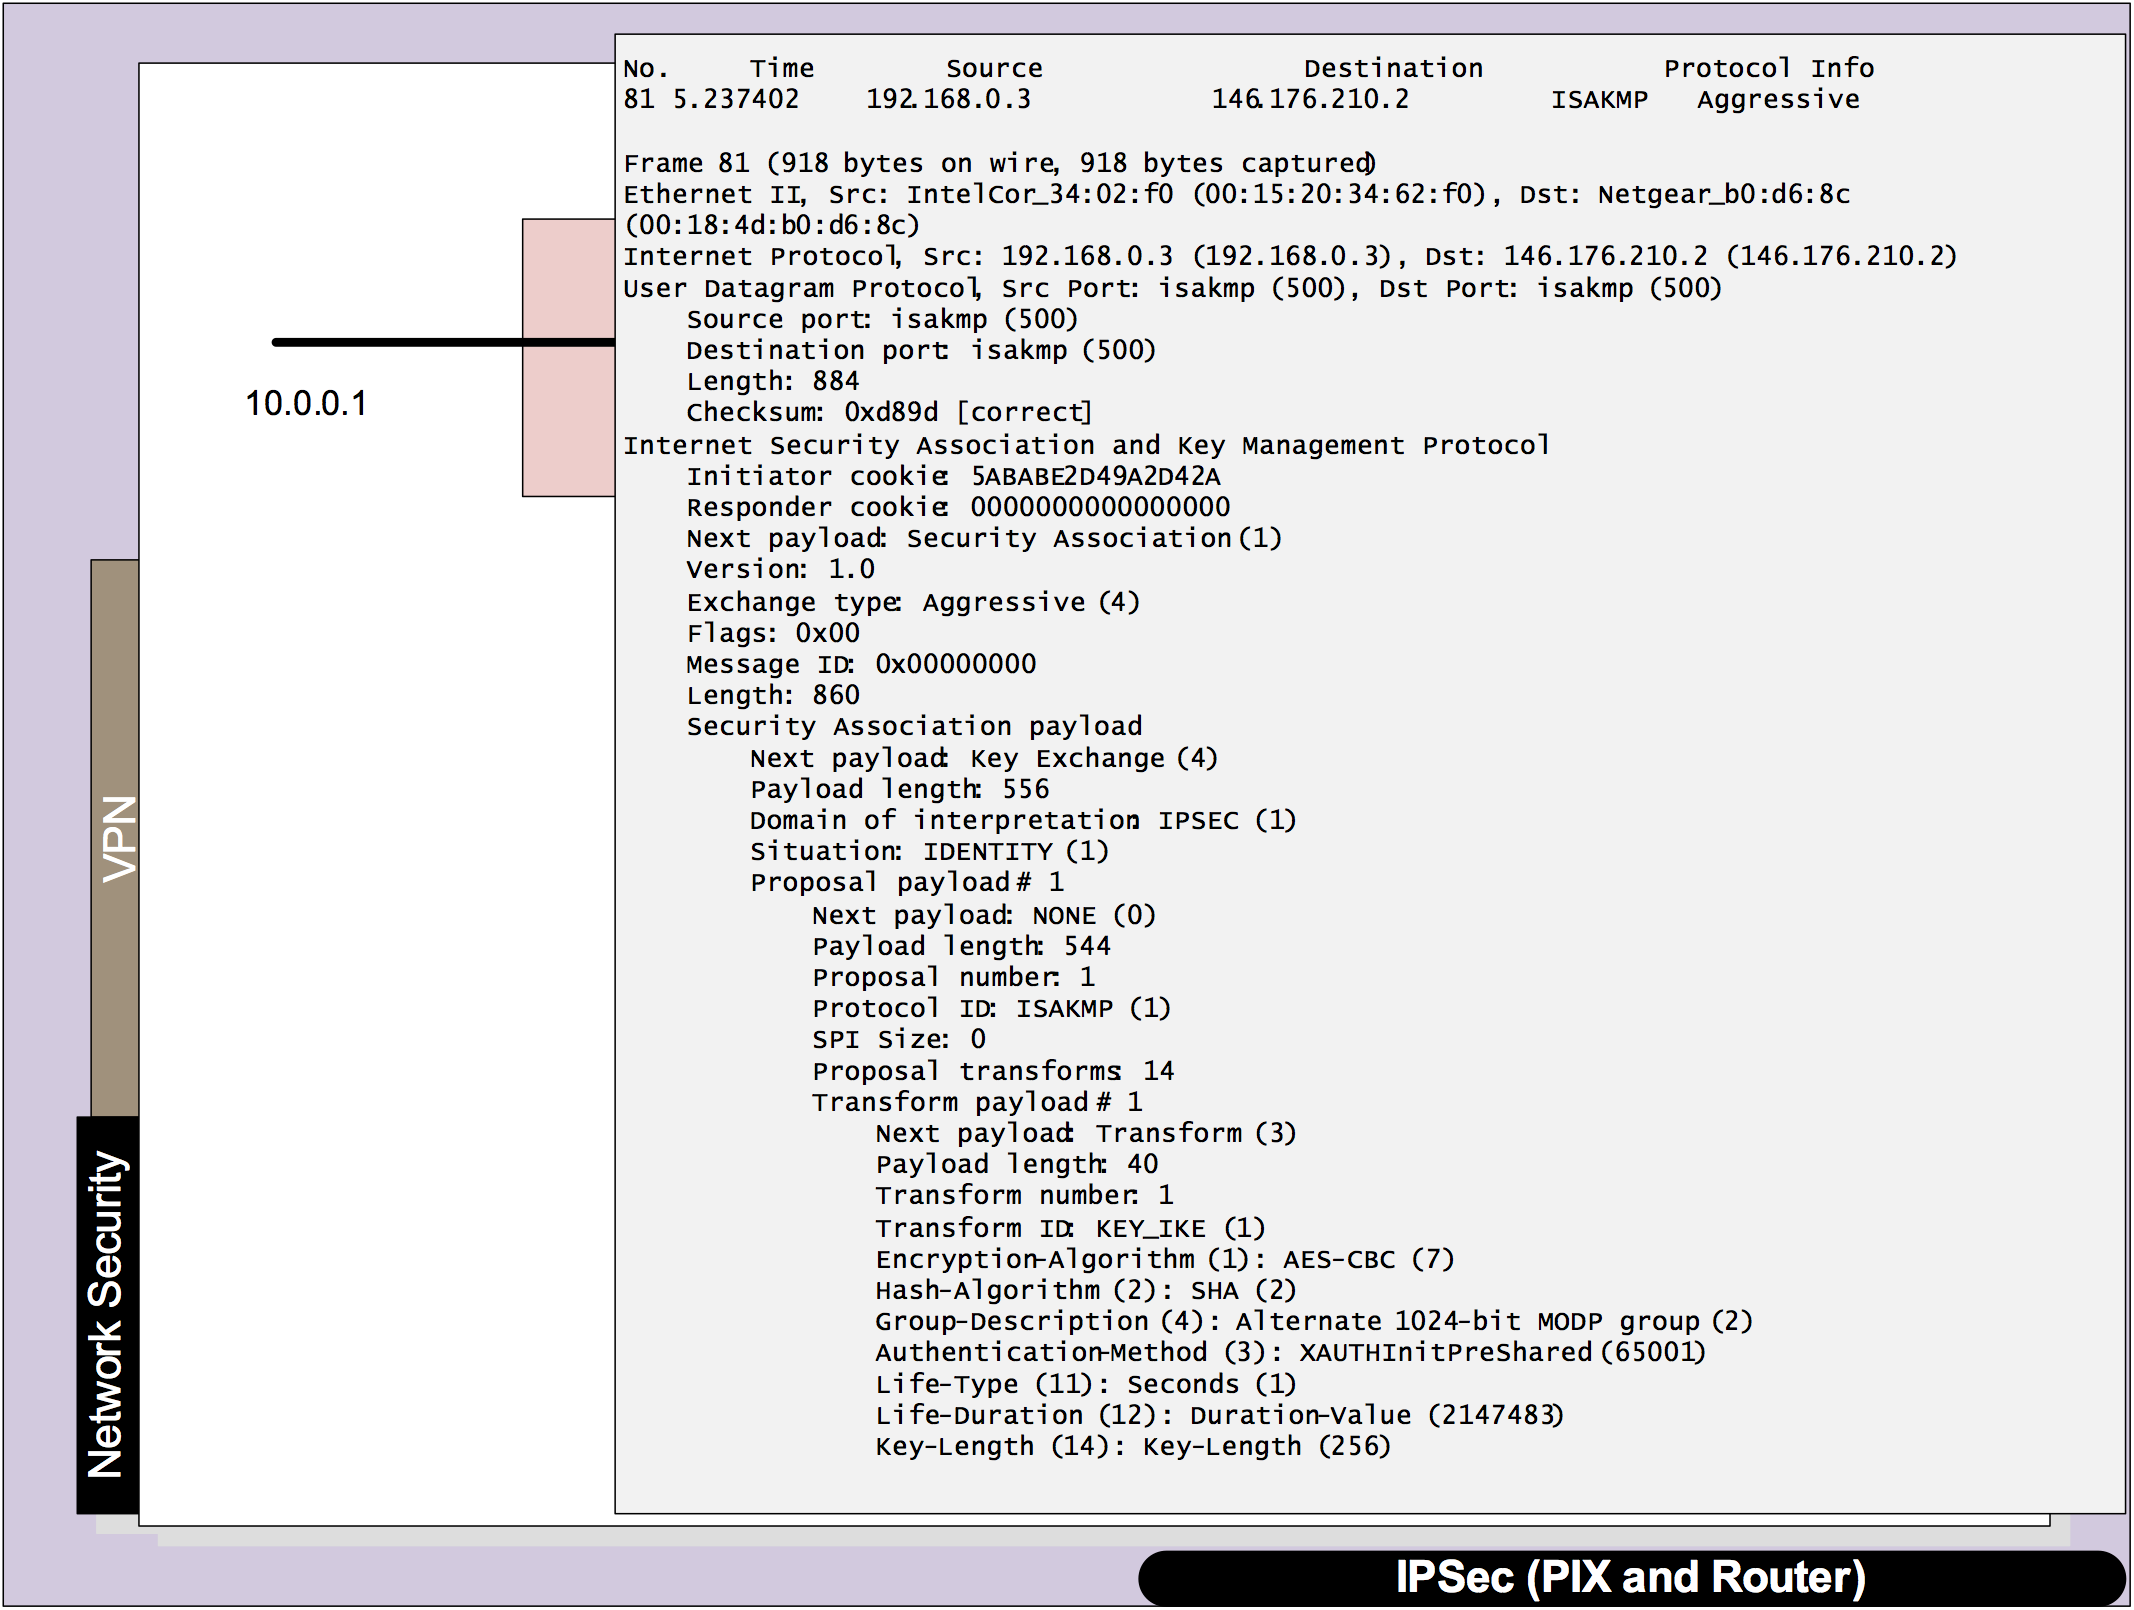 No. Time Source Destination Protocol Info
81 5.237402 192.168.0.3 146.176.210.2 ISAKMP Aggressive
Frame 81 (918 bytes on wire, 918 bytes captured)
Ethernet II, Src: IntelCor_34:02:f0 (00:15:20:34:62:f0), Dst: Netgear_b0:d6:8c
(00:18:4d:b0:d6:8c)
Internet Protocol, Src: 192.168.0.3 (192.168.0.3), Dst: 146.176.210.2 (146.176.210.2)
User Datagram Protocol, Src Port: isakmp (500), Dst Port: isakmp (500)
Source port: isakmp (500)
Destination port: isakmp (500)
Length: 884
Checksum: 0xd89d [correct]
Internet Security Association and Key Management Protocol
Initiator cookie: 5ABABE2D49A2D42A
Responder cookie: 0000000000000000
Next payload: Security Association (1)
Version: 1.0
Exchange type: Aggressive (4)
Flags: 0x00
Message ID: 0x00000000
Length: 860
Security Association payload
Next payload: Key Exchange (4)
Payload length: 556
Domain of interpretation: IPSEC (1)
Situation: IDENTITY (1)
Proposal payload # 1
Next payload: NONE (0)
Payload length: 544
Proposal number: 1
Protocol ID: ISAKMP (1)
SPI Size: 0
Proposal transforms: 14
Transform payload # 1
Next payload: Transform (3)
Payload length: 40
Transform number: 1
Transform ID: KEY_IKE (1)
Encryption-Algorithm (1): AES-CBC (7)
Hash-Algorithm (2): SHA (2)
Group-Description (4): Alternate 1024-bit MODP group (2)
Authentication-Method (3): XAUTHInitPreShared (65001)
Life-Type (11): Seconds (1)
Life-Duration (12): Duration-Value (2147483)
Key-Length (14): Key-Length (256)
10.0.0.1
VPN
Network Security
IPSec (PIX and Router)